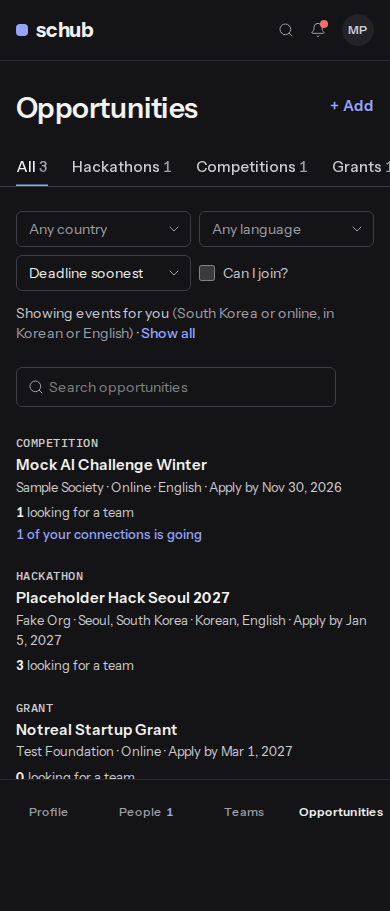 schub
MP
Opportunities
+ Add
All 3 Hackathons 1 Competitions 1 Grants 1
Any country Any language
Deadline soonest Can I join?
Showing events for you (South Korea or online, in
Korean or English) · Show all
Search opportunities
COMPETITION
Mock AI Challenge Winter
Sample Society · Online · English · Apply by Nov 30, 2026
1 looking for a team
1 of your connections is going
HACKATHON
Placeholder Hack Seoul 2027
Fake Org · Seoul, South Korea · Korean, English · Apply by Jan
5, 2027
3 looking for a team
GRANT
Notreal Startup Grant
Test Foundation · Online · Apply by Mar 1, 2027
0 looking for a team
Profile People 1 Teams Opportunities